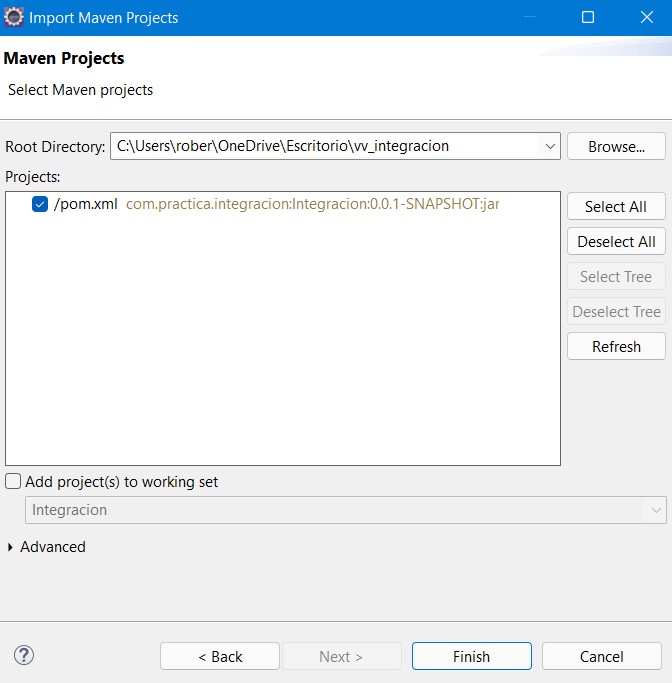 Import Maven Projects
Maven Projects
Select Maven projects
Root Directory: C:\Users\rober\OneDrive\Escritorio\vv_integracion Browse...
Projects:
/pom.xml com.practica.integracion:Integracion:0.0.1-SNAPSHOT:jar
Select All
Deselect All
Select Tree
Deselect Tree
Refresh
Add project(s) to working set
Integracion
Advanced
? < Back Next > Finish Cancel